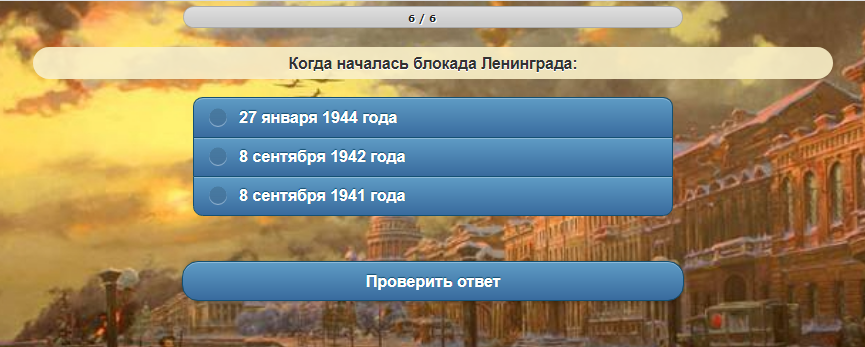 6 / 6
Когда началась блокада Ленинграда:
27 января 1944 года
8 сентября 1942 года
8 сентября 1941 года
Проверить ответ